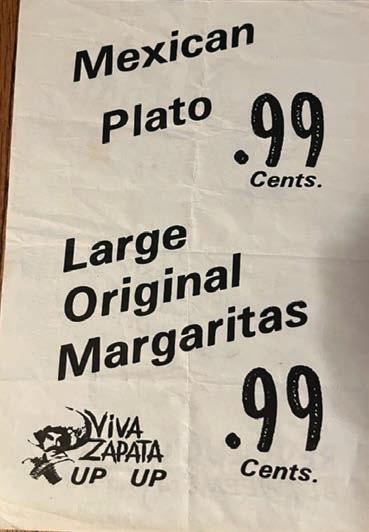 Mexican
Plato
.99
Cents.
Large
Original
Margaritas
.99
Cents.
VIVA
ZAPATA
UP UP